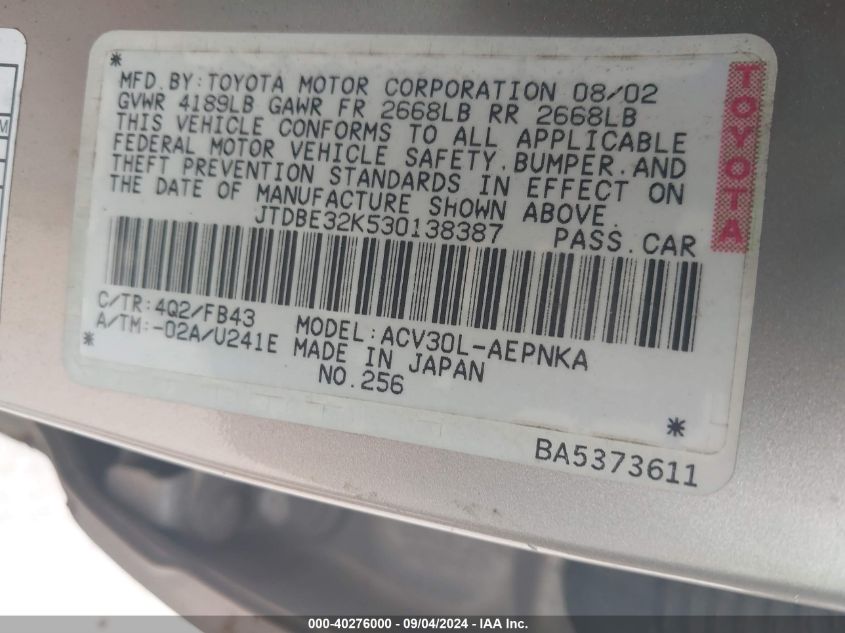 *
MFD.BY:TOYOTA MOTOR CORPORATION 08/02
GVWR 4189LB GAWR FR 2668LB RR 2668LB
THIS VEHICLE CONFORMS TO ALL APPLICABLE
FEDERAL MOTOR VEHICLE SAFETY,BUMPER,AND
THEFT PREVENTION STANDARDS IN EFFECT ON
THE DATE OF MANUFACTURE SHOWN ABOVE.
JTDBE32K530138387 PASS.CAR
TOYOTA
C/TR:4Q2/FB43
A/TM:-02A/U241E MODEL:ACV30L-AEPNKA
* MADE IN JAPAN
NO.256
*
BA5373611
M
000-40276000 - 09/04/2024 - IAA Inc.